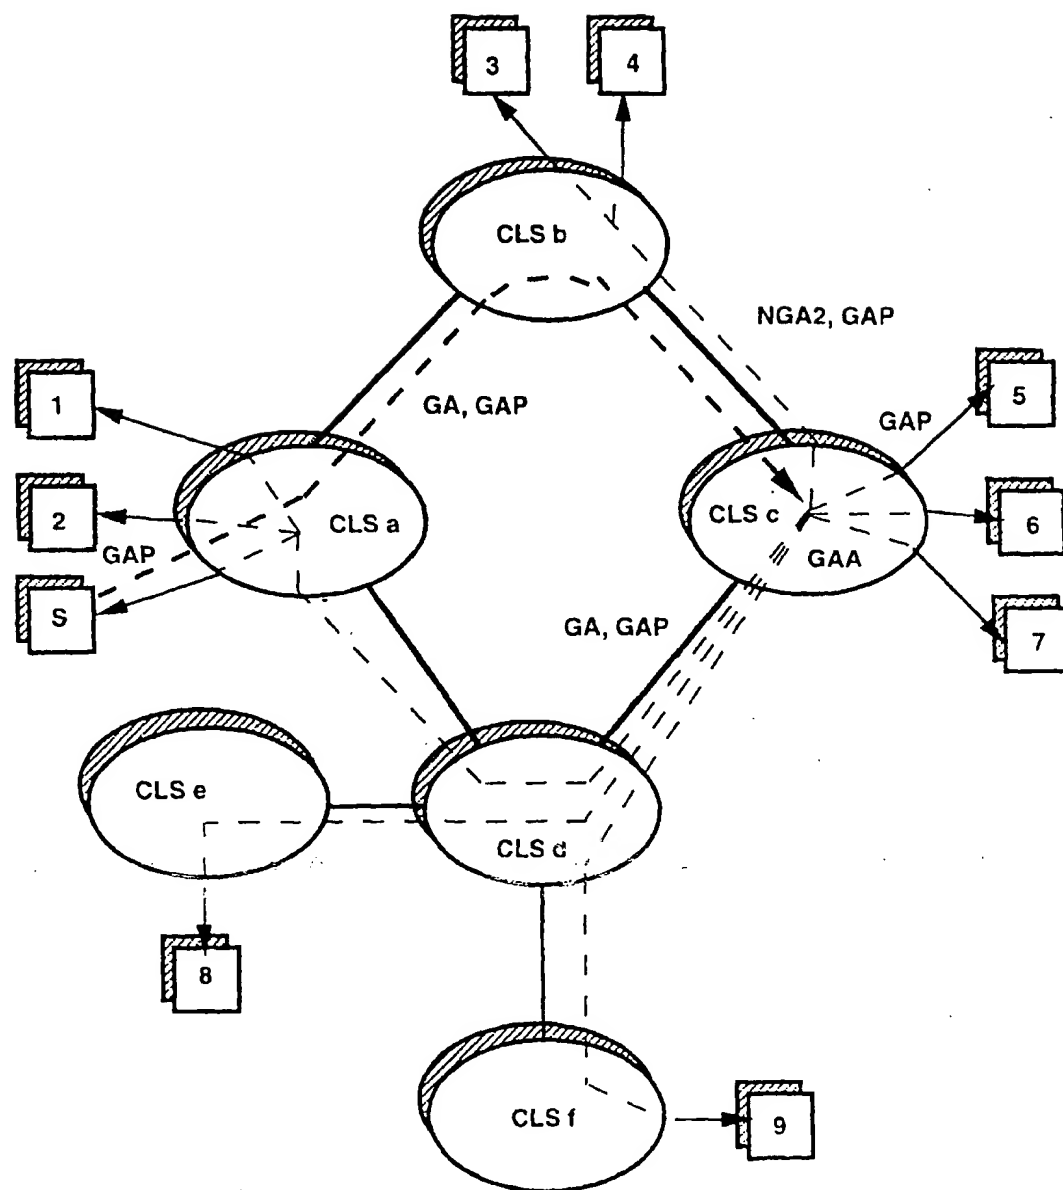 3
4
CLS b
NGA2, GAP
1
GA, GAP
5
GAP
2
CLS a
CLS c
6
GAP
GAA
S
GA, GAP
7
CLS e
CLS d
8
CLS f
9